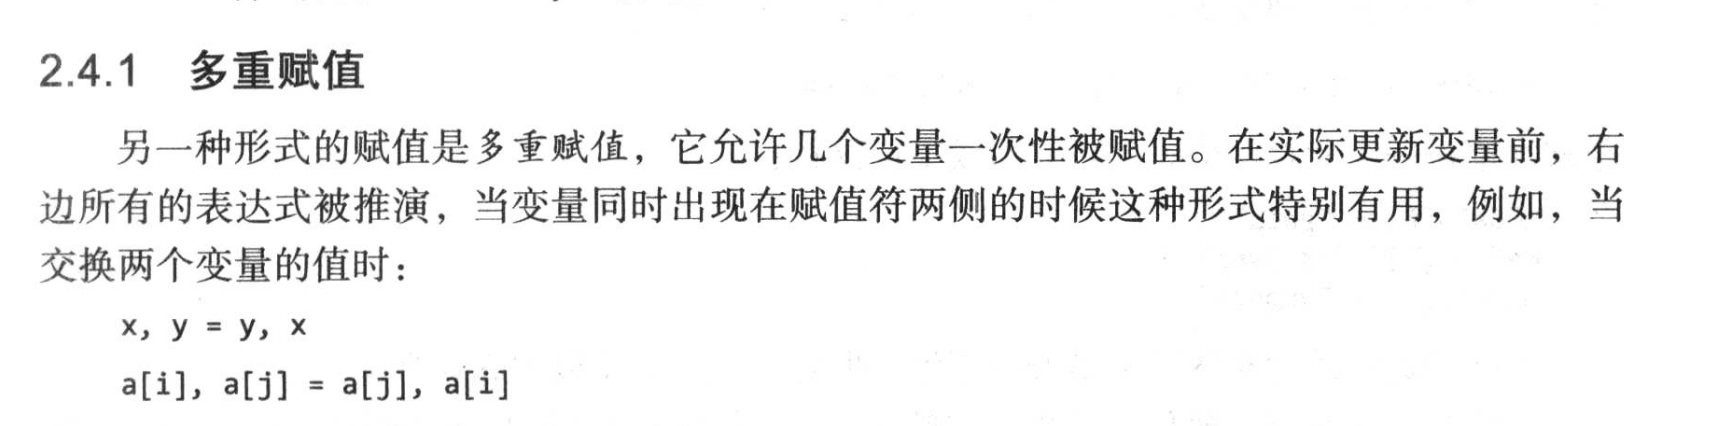 2.4.1 多重赋值
另一种形式的赋值是多重赋值，它允许几个变量一次性被赋值。在实际更新变量前，右
边所有的表达式被推演，当变量同时出现在赋值符两侧的时候这种形式特别有用，例如，当
交换两个变量的值时：
x, y = y, x
a[i], a[j] = a[j], a[i]